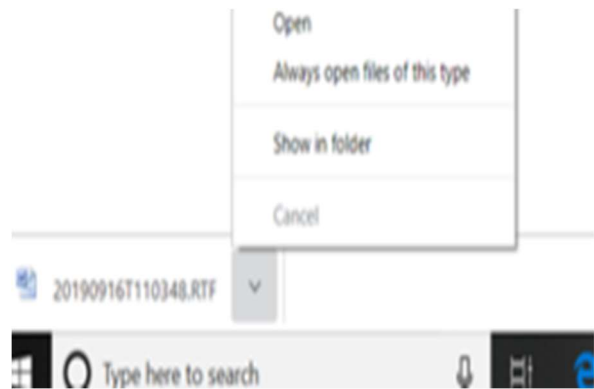 Open
Always open files of this type
Show in folder
Cancel
20190916T110348.RTF
Type here to search